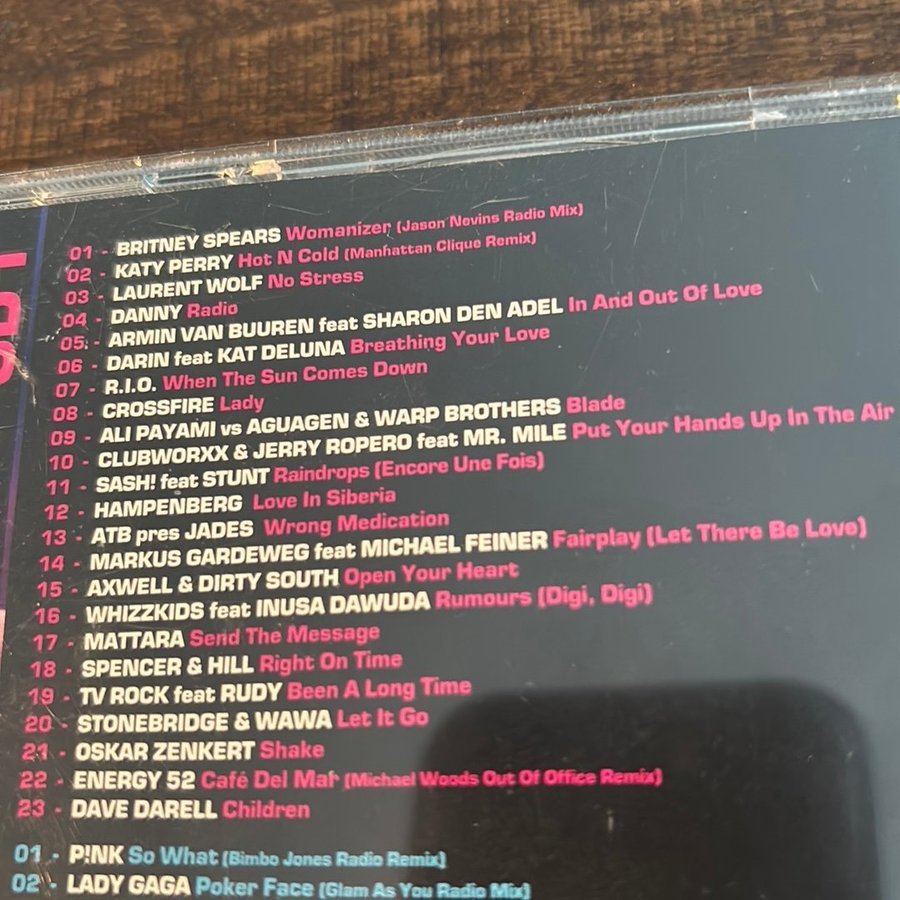 01 - BRITNEY SPEARS Womanizer (Jason Nevins Radio Mix)
02 - KATY PERRY Hot N Cold (Manhattan Clique Remix)
03 - LAURENT WOLF No Stress
04 - DANNY Radio
05 - ARMIN VAN BUUREN feat SHARON DEN ADEL In And Out Of Love
06 - DARIN feat KAT DELUNA Breathing Your Love
07 - R.I.O. When The Sun Comes Down
08 - CROSSFIRE Lady
09 - ALI PAYAMI vs AGUAGEN & WARP BROTHERS Blade
10 - CLUBWORXX & JERRY ROPERO feat MR. MILE Put Your Hands Up In The Air
11 - SASH! feat STUNT Raindrops (Encore Une Fois)
12 - HAMPENBERG Love In Siberia
13 - ATB pres JADES Wrong Medication
14 - MARKUS GARDEWEG feat MICHAEL FEINER Fairplay (Let There Be Love)
15 - AXWELL & DIRTY SOUTH Open Your Heart
16 - WHIZZKIDS feat INUSA DAWUDA Rumours (Digi, Digi)
17 - MATTARA Send The Message
18 - SPENCER & HILL Right On Time
19 - TV ROCK feat RUDY Been A Long Time
20 - STONEBRIDGE & WAWA Let It Go
21 - OSKAR ZENKERT Shake
22 - ENERGY 52 Café Del Mar (Michael Woods Out Of Office Remix)
23 - DAVE DARELL Children
01 - P!NK So What (Bimbo Jones Radio Remix)
02 - LADY GAGA Poker Face (Glam As You Radio Mix)